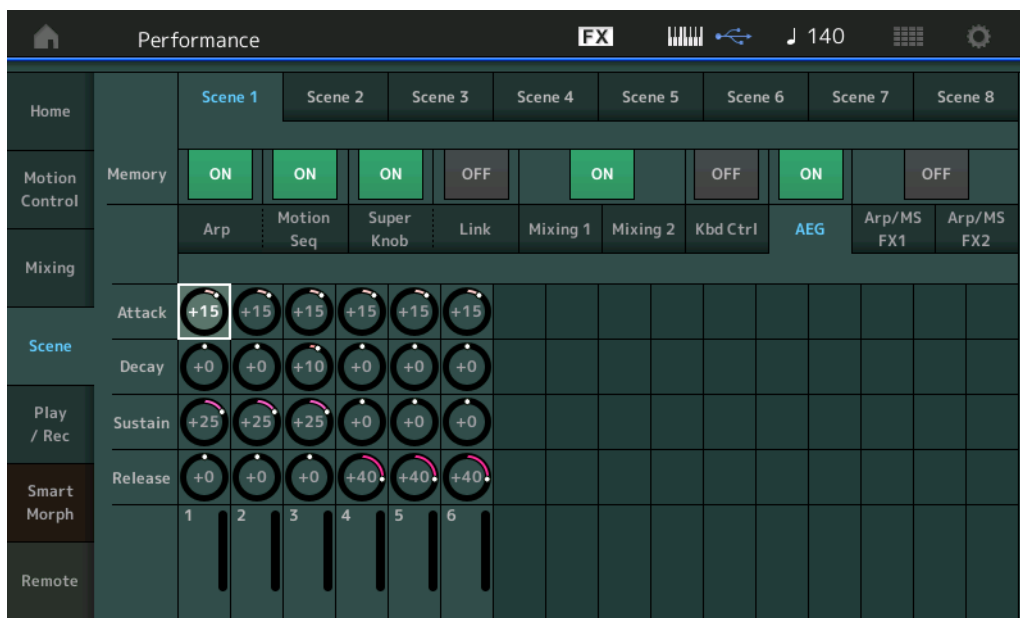 Performance FX 140
Scene 1 Scene 2 Scene 3 Scene 4 Scene 5 Scene 6 Scene 7 Scene 8
Home
Memory ON ON ON OFF ON OFF ON OFF
Motion
Control
Arp Motion
Seq Super
Knob Link Mixing 1 Mixing 2 Kbd Ctrl AEG Arp/MS
FX1 Arp/MS
FX2
Mixing
Attack +15 +15 +15 +15 +15 +15
Scene
Decay +0 +0 +10 +0 +0 +0
Play
/ Rec
Sustain +25 +25 +25 +0 +0 +0
Release +0 +0 +0 +40 +40 +40
Smart
Morph
1 2 3 4 5 6
Remote